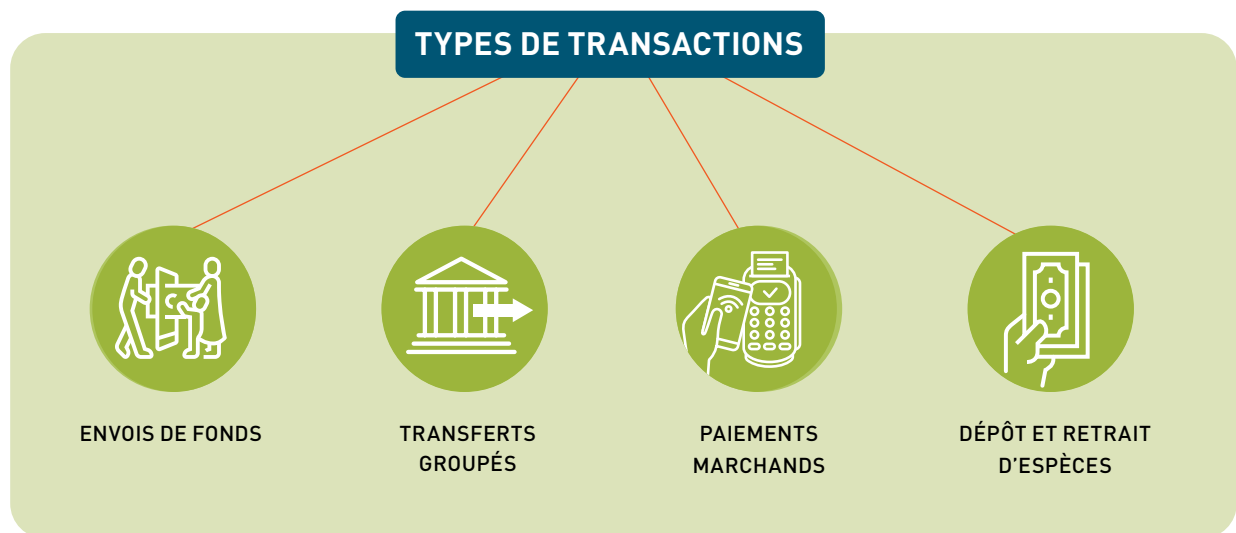 TYPES DE TRANSACTIONS
ENVOIS DE FONDS
TRANSFERTS
GROUPÉS
PAIEMENTS
MARCHANDS
DÉPÔT ET RETRAIT
D’ESPÈCES